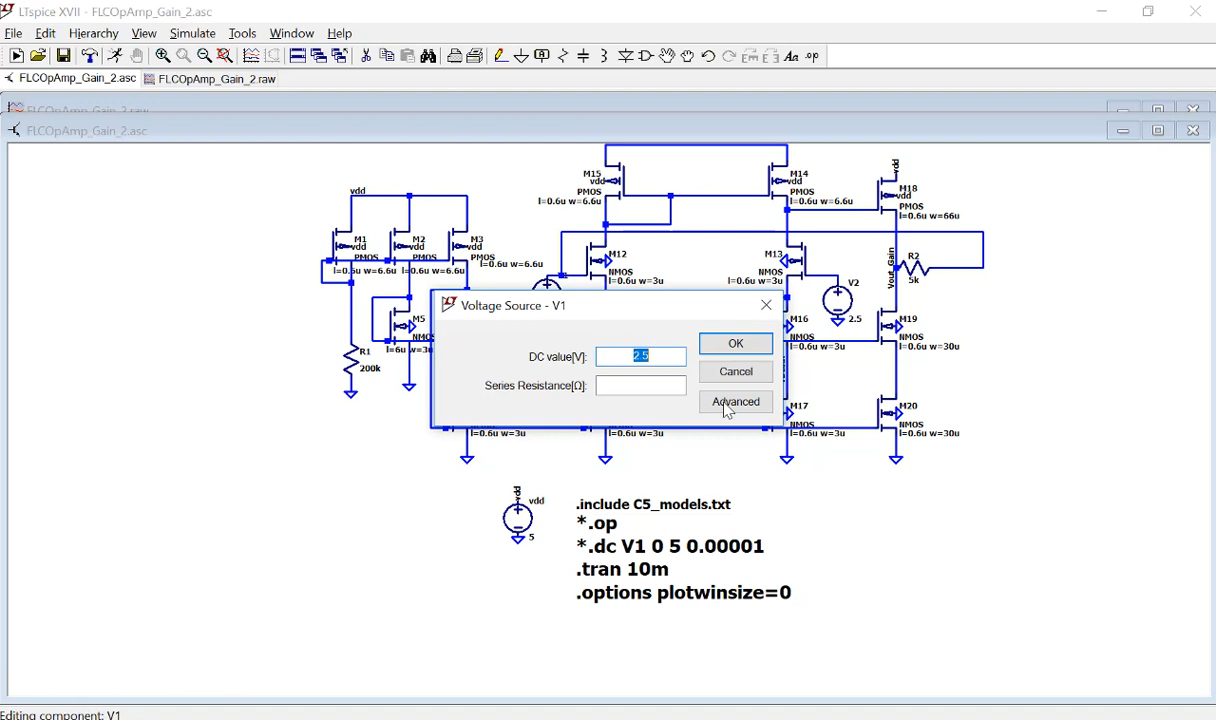 LTspice XVII - FLCOpAmp_Gain_2.asc
File Edit Hierarchy View Simulate Tools Window Help
FLCOpAmp_Gain_2.asc FLCOpAmp_Gain_2.raw
FLCOpAmp_Gain_2.raw
FLCOpAmp_Gain_2.asc
vdd
M15
vdd
PMOS
l=0.6u w=6.6u
M14
vdd
PMOS
l=0.6u w=6.6u
vdd
M18
vdd
PMOS
l=0.6u w=66u
M1
vdd
PMOS
l=0.6u w=6.6u
M2
vdd
PMOS
l=0.6u w=6.6u
M3
vdd
PMOS
l=0.6u w=6.6u
M12
NMOS
l=0.6u w=3u
M13
NMOS
l=0.6u w=3u
Vout_Gain
R2
5k
V2
2.5
M5
NMOS
l=6u w=3u
R1
200k
M16
NMOS
l=0.6u w=3u
M19
NMOS
l=0.6u w=30u
M17
NMOS
l=0.6u w=3u
M20
NMOS
l=0.6u w=30u
l=0.6u w=3u
l=0.6u w=3u
Voltage Source - V1
DC value[V]: 2.5
Series Resistance[Ω]:
OK
Cancel
Advanced
vdd
vdd
5
.include C5_models.txt
*.op
*.dc V1 0 5 0.00001
.tran 10m
.options plotwinsize=0
Editing component: V1